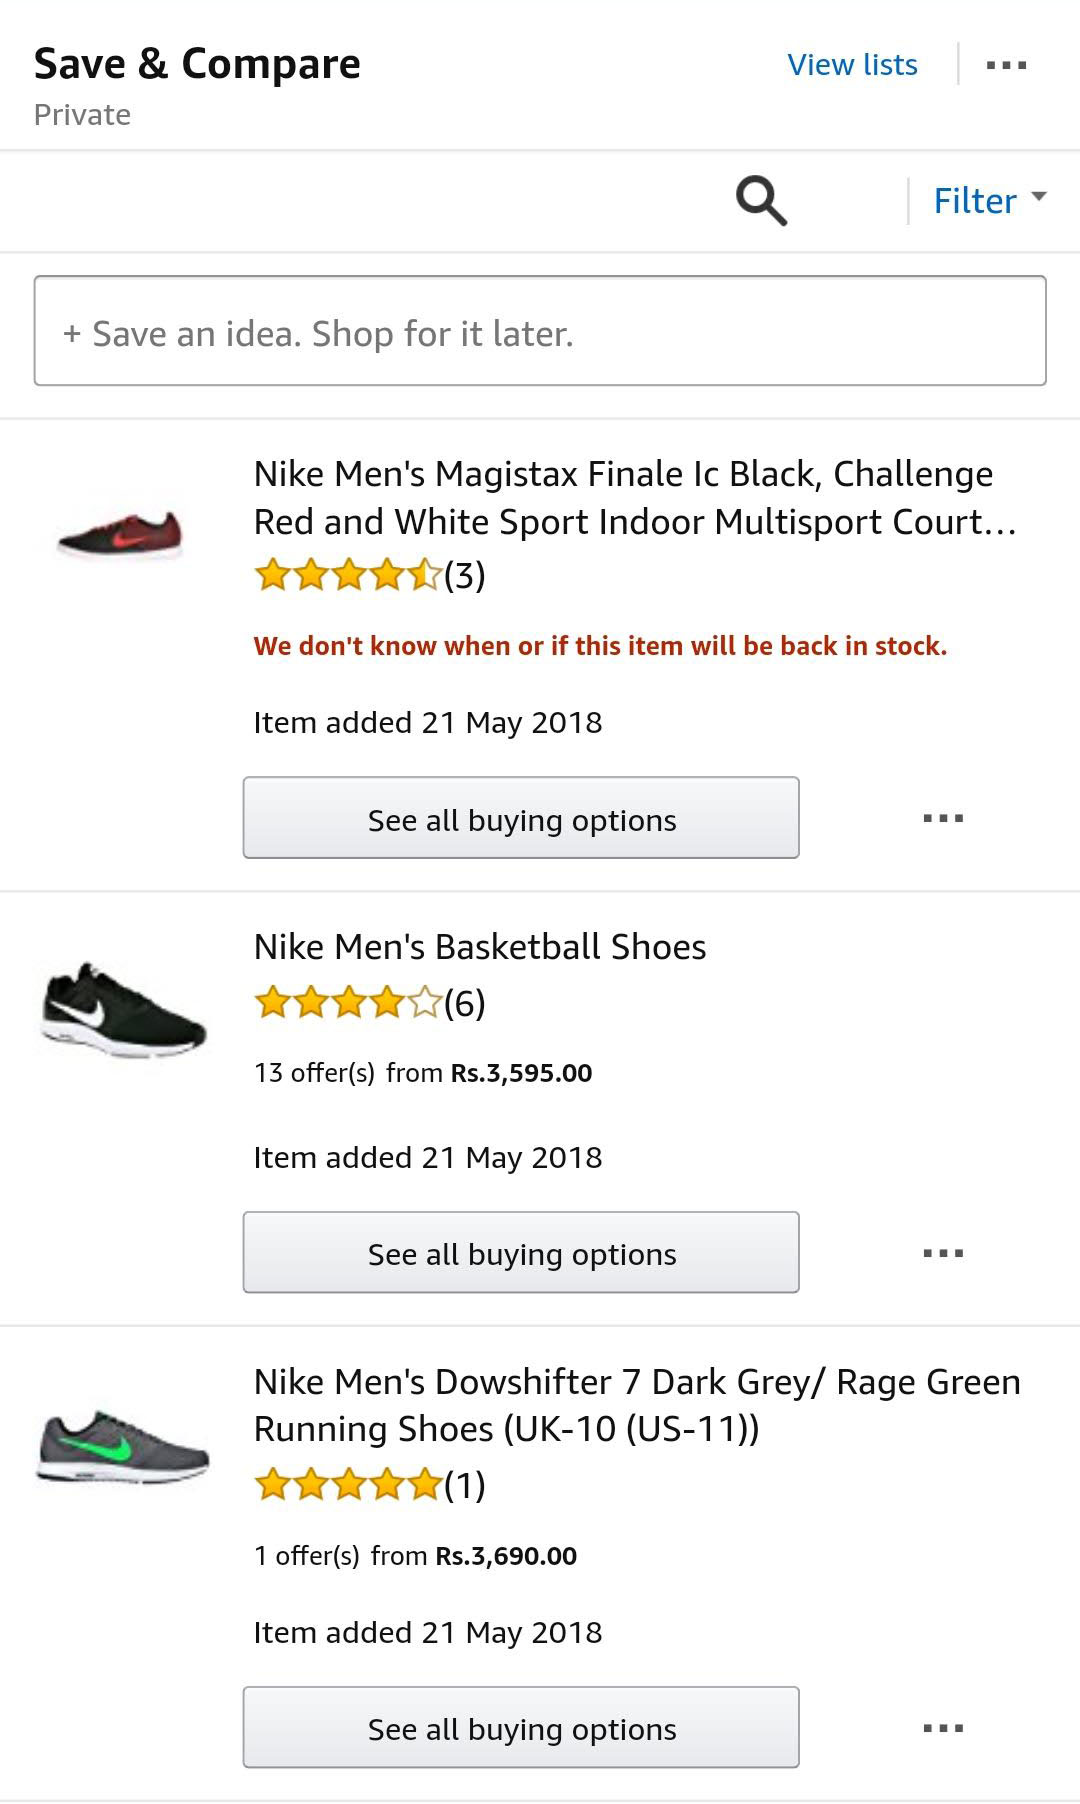 Save & Compare
View lists
Private
Filter
+ Save an idea. Shop for it later.
Nike Men's Magistax Finale Ic Black, Challenge
Red and White Sport Indoor Multisport Court...
(3)
We don't know when or if this item will be back in stock.
Item added 21 May 2018
See all buying options
Nike Men's Basketball Shoes
(6)
13 offer(s) from Rs.3,595.00
Item added 21 May 2018
See all buying options
Nike Men's Dowshifter 7 Dark Grey/ Rage Green
Running Shoes (UK-10 (US-11))
(1)
1 offer(s) from Rs.3,690.00
Item added 21 May 2018
See all buying options